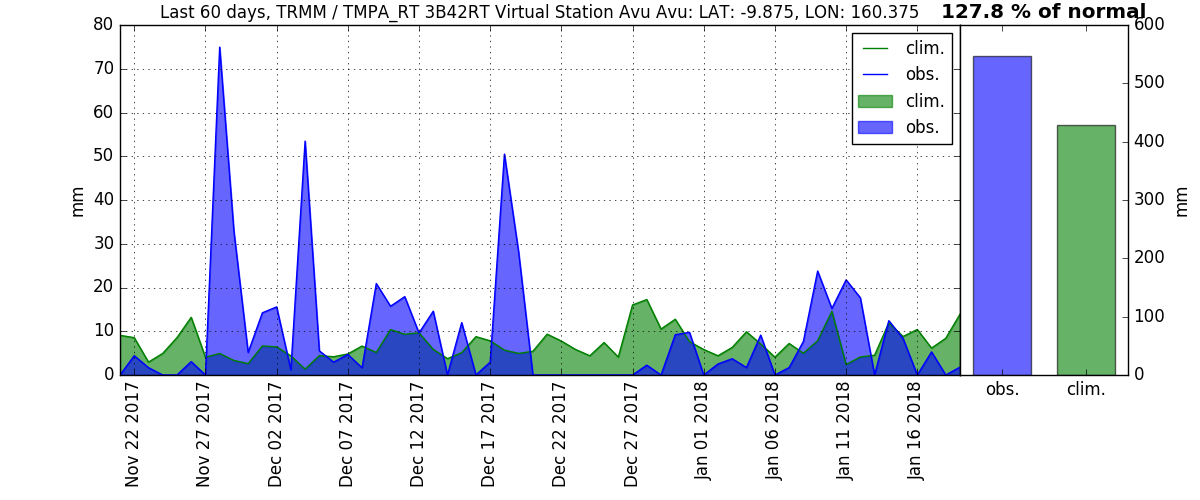 Last 60 days, TRMM / TMPA_RT 3B42RT Virtual Station Avu Avu: LAT: -9.875, LON: 160.375
127.8 % of normal
80
70
60
50
40
30
20
10
0
mm
clim.
obs.
clim.
obs.
600
500
400
300
200
100
0
mm
obs.
clim.
Nov 22 2017
Nov 27 2017
Dec 02 2017
Dec 07 2017
Dec 12 2017
Dec 17 2017
Dec 22 2017
Dec 27 2017
Jan 01 2018
Jan 06 2018
Jan 11 2018
Jan 16 2018